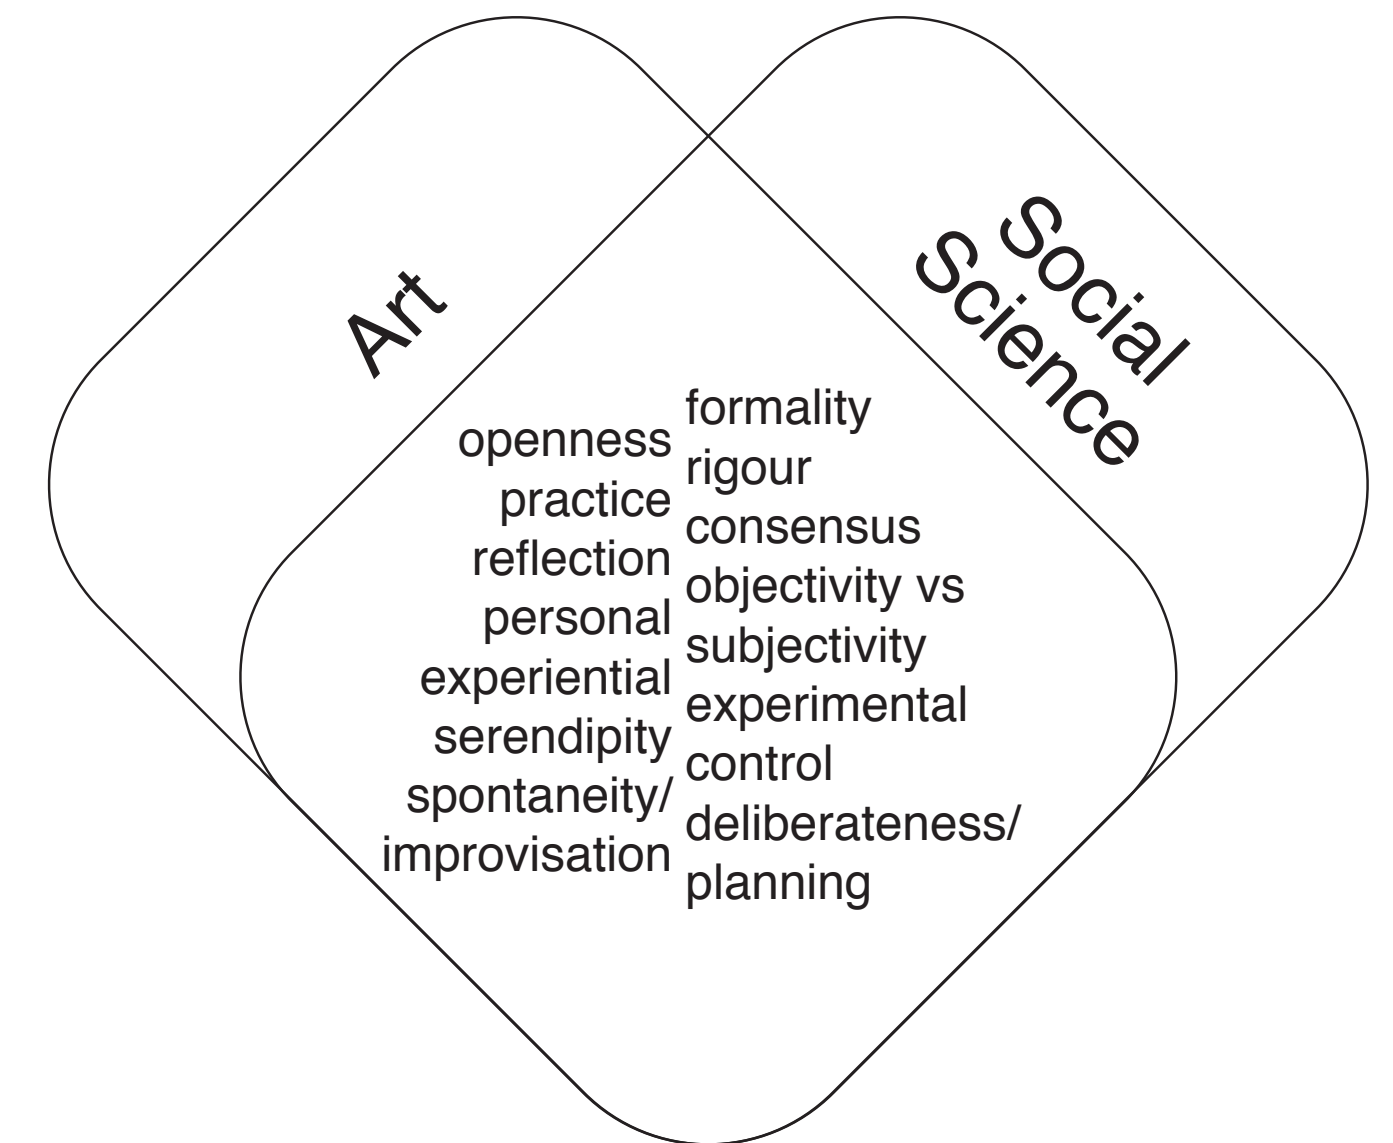 Art
Social
Science
openness
practice
reflection
personal
experiential
serendipity
spontaneity/
improvisation
formality
rigour
consensus
objectivity vs
subjectivity
experimental
control
deliberateness/
planning